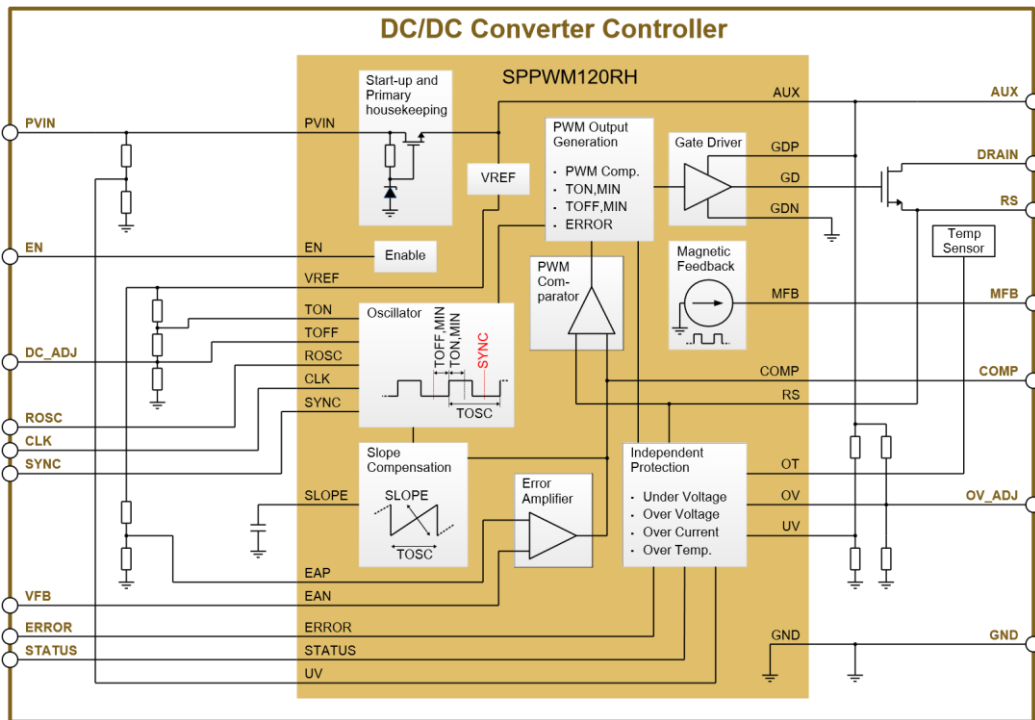 DC/DC Converter Controller
SPPWM120RH
Start-up and
Primary
housekeeping
PVIN
PVIN
AUX
AUX
PWM Output
Generation
· PWM Comp.
· TON,MIN
· TOFF,MIN
· ERROR
Gate Driver
GDP
GD
GDN
DRAIN
RS
VREF
Temp
Sensor
EN
EN
Enable
VREF
PWM
Com-
parator
Magnetic
Feedback
MFB
MFB
TON
TOFF
ROSC
CLK
SYNC
Oscillator
TOFF,MIN
TON,MIN
SYNC
TOSC
DC_ADJ
ROSC
CLK
SYNC
COMP
COMP
RS
Slope
Compensation
SLOPE
TOSC
SLOPE
Error
Amplifier
Independent
Protection
· Under Voltage
· Over Voltage
· Over Current
· Over Temp.
OT
OV
UV
OV_ADJ
EAP
EAN
VFB
ERROR
ERROR
STATUS
STATUS
UV
GND
GND